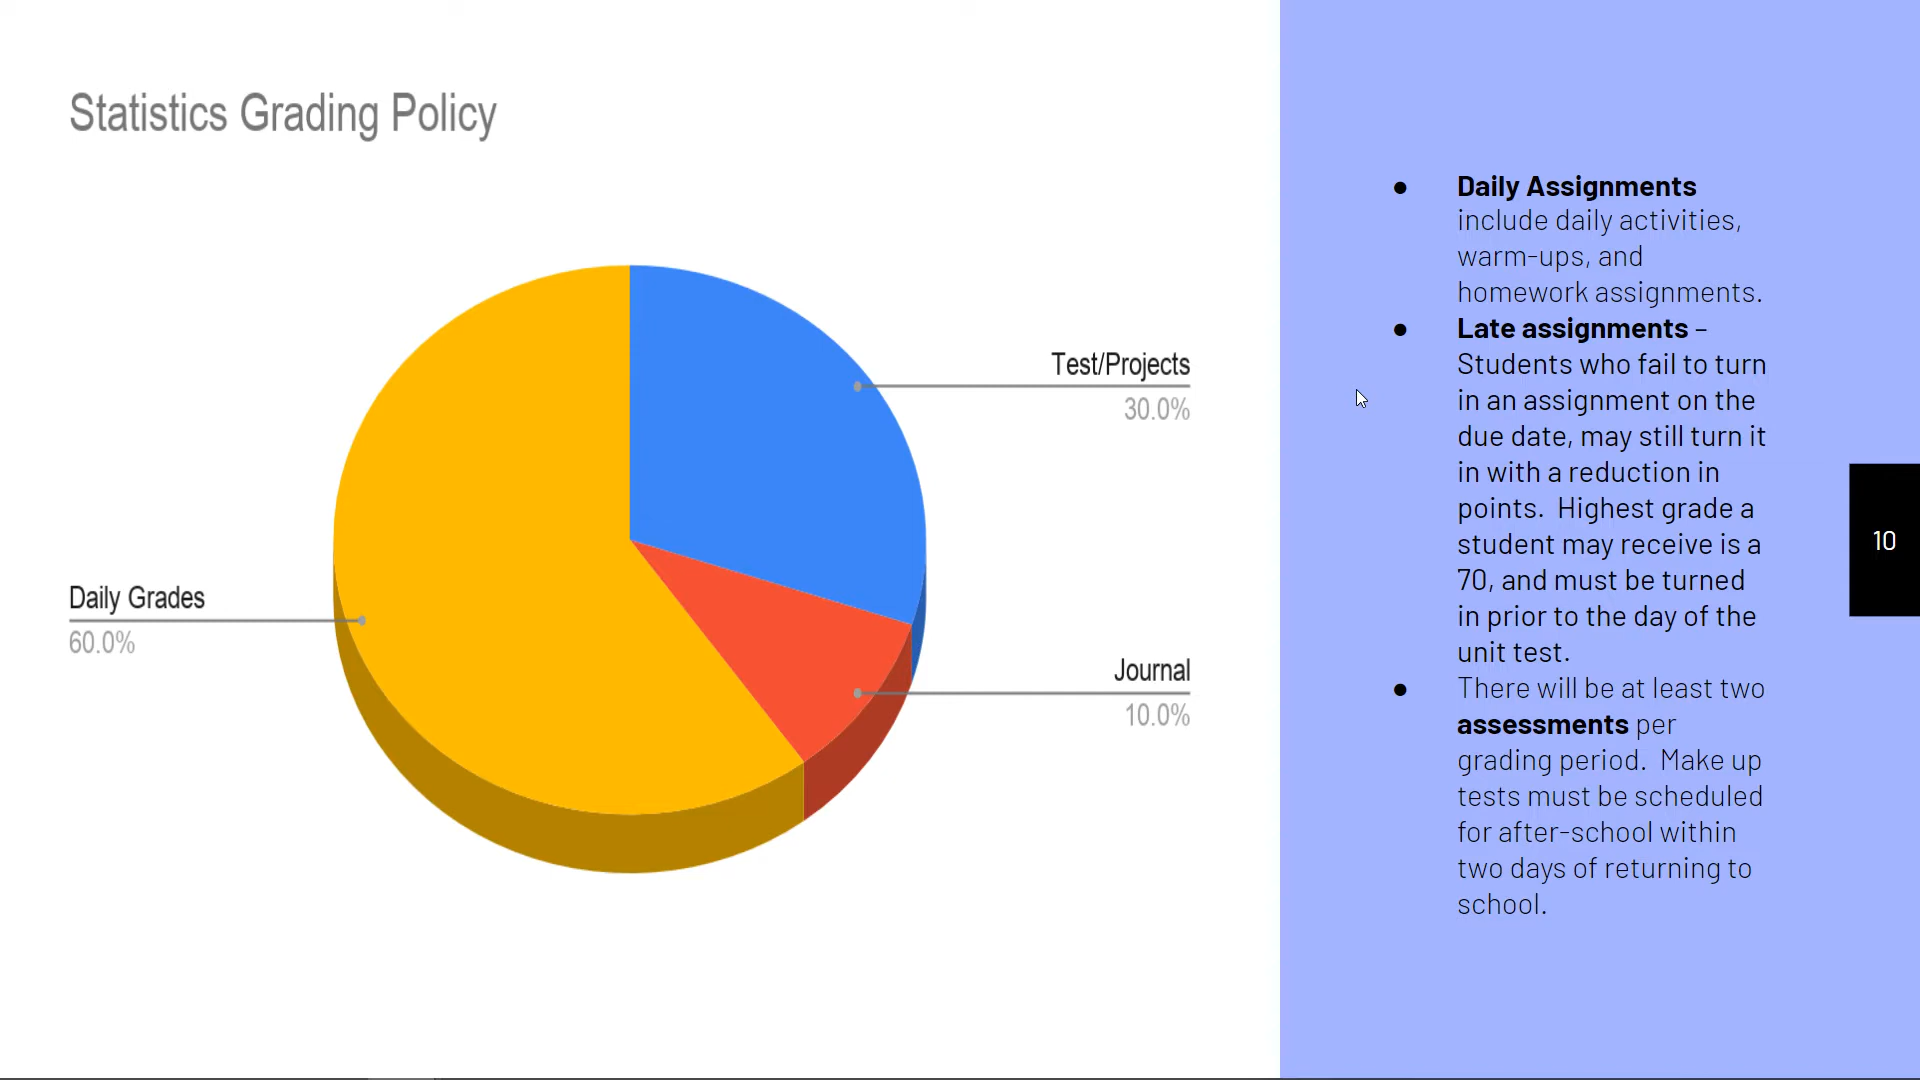 Statistics Grading Policy
Test/Projects
30.0%
Daily Grades
60.0%
Journal
10.0%
● Daily Assignments
include daily activities,
warm-ups, and
homework assignments.
● Late assignments –
Students who fail to turn
in an assignment on the
due date, may still turn it
in with a reduction in
points.  Highest grade a
student may receive is a
70, and must be turned
in prior to the day of the
unit test.
● There will be at least two
assessments per
grading period.  Make up
tests must be scheduled
for after-school within
two days of returning to
school.
10